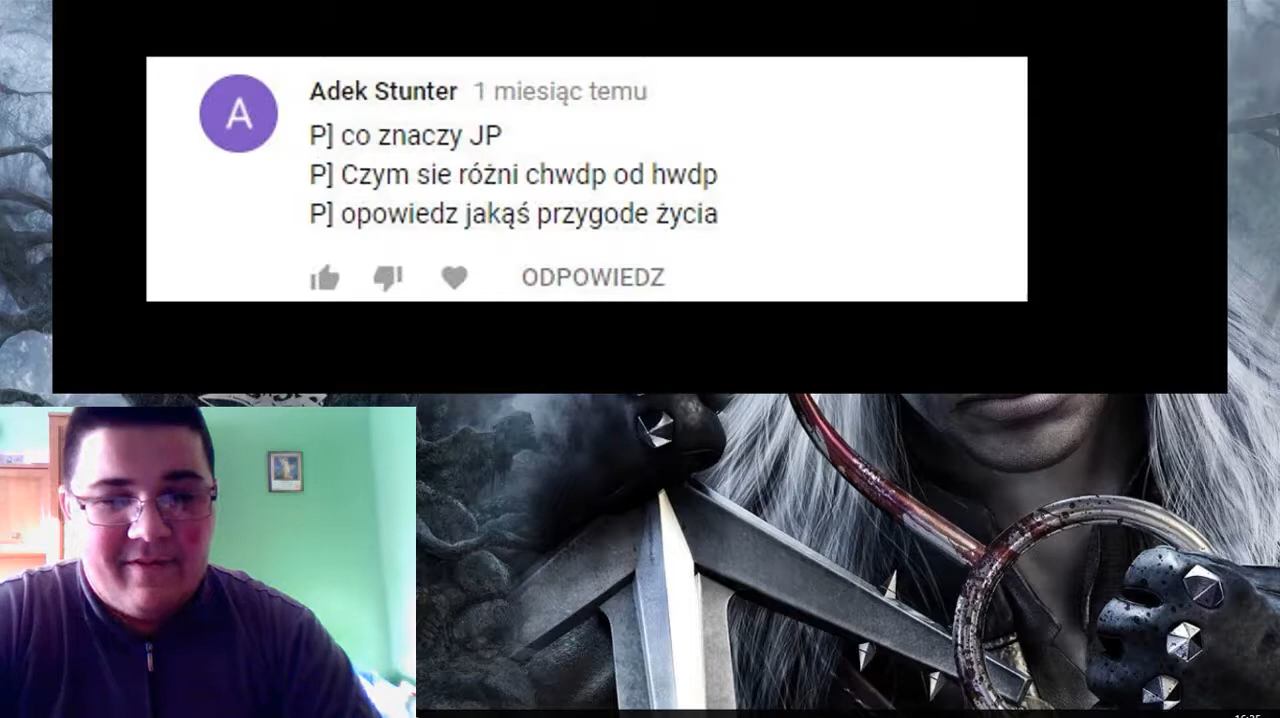 A
Adek Stunter 1 miesiąc temu
P] co znaczy JP
P] Czym sie różni chwdp od hwdp
P] opowiedz jakąś przygode życia
ODPOWIEDZ